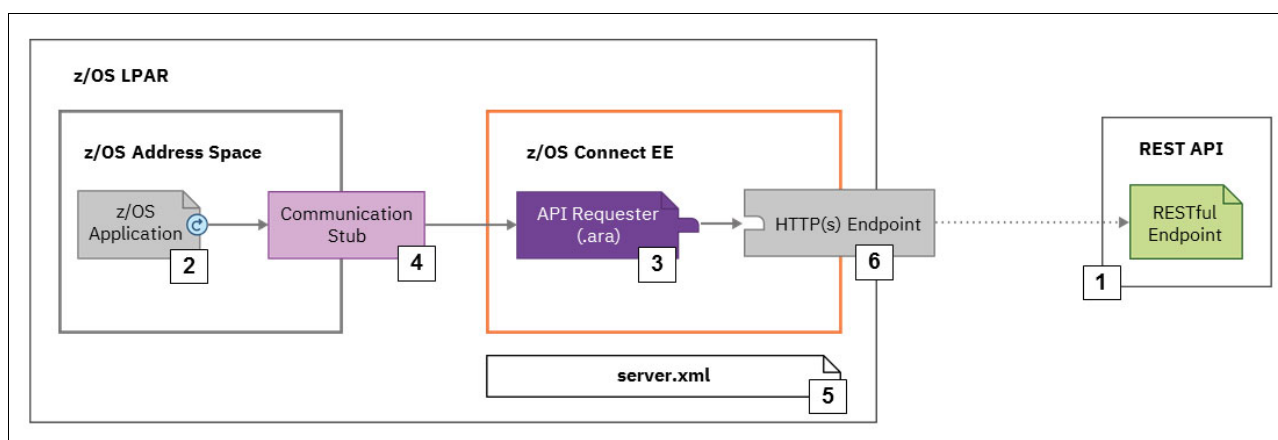 z/OS LPAR
z/OS Address Space
z/OS
Application
2
Communication
Stub
4
z/OS Connect EE
API Requester
(.ara)
3
HTTP(s) Endpoint
6
server.xml
5
REST API
RESTful
Endpoint
1